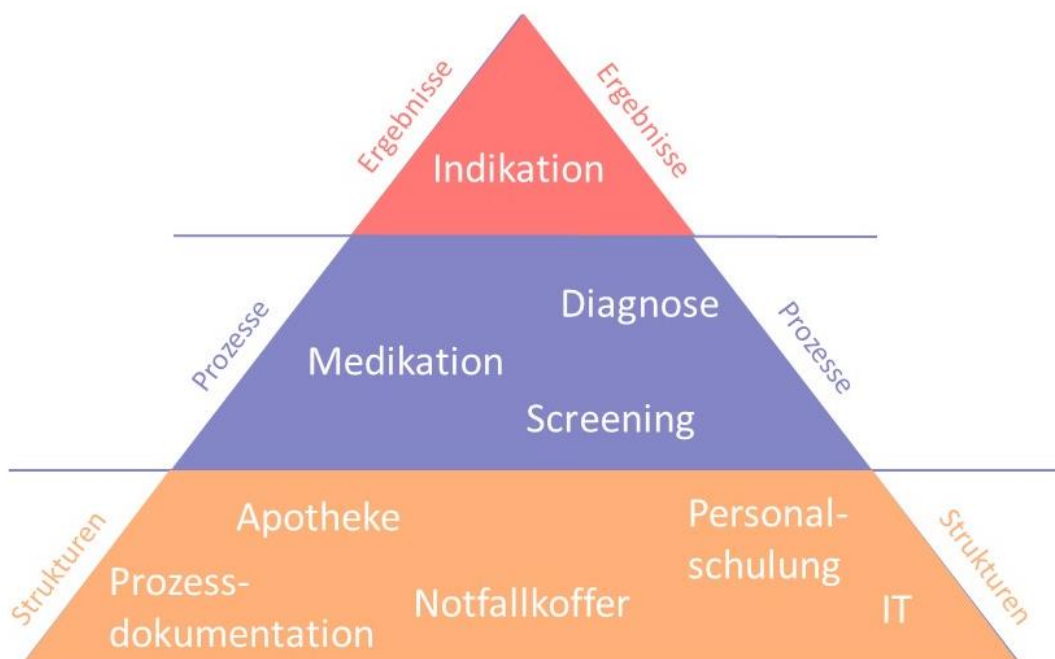 Ergebnisse
Ergebnisse
Indikation
Prozesse
Diagnose
Prozesse
Medikation
Screening
Strukturen
Apotheke
Personal-
schulung
Strukturen
Prozess-
dokumentation
Notfallkoffer
IT